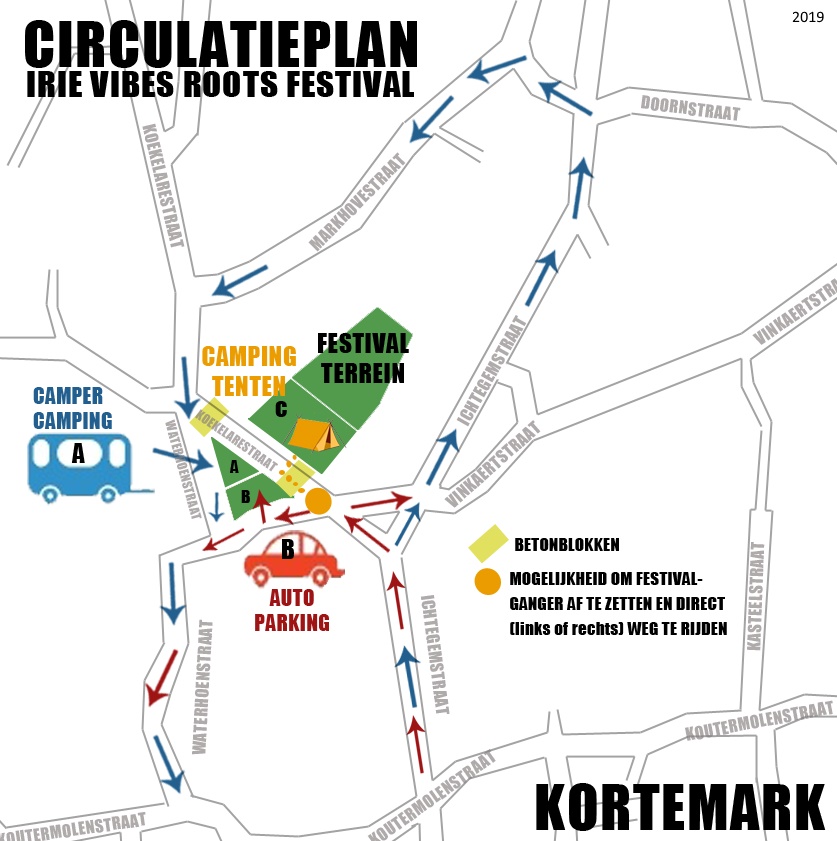 2019
CIRCULATIEPLAN
IRIE VIBES ROOTS FESTIVAL
DOORNSTRAAT
KOEKELARESTRAAT
MARKHOVESTRAAT
VINKAERTSTRA
FESTIVAL
TERREIN
CAMPING
TENTEN
C
ICHTEGEMSTRAAT
CAMPER
CAMPING
A
KOEKELARESTRAAT
WATERHOENSTRAAT
A
B
VINKAERTSTRAAT
B
AUTO
PARKING
BETONBLOKKEN
MOGELIJKHEID OM FESTIVAL-
GANGER AF TE ZETTEN EN DIRECT
(links of rechts) WEG TE RIJDEN
KASTEELSTRAAT
ICHTEGEMSTRAAT
WATERHOENSTRAAT
KOUTERMOLENSTRAAT
KOUTERMOLENSTRAAT
KOUTERMOLENSTRAAT
KORTEMARK